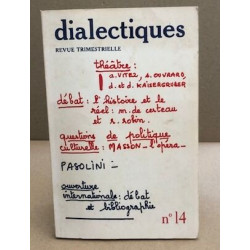 dialectiques
REVUE TRIMESTRIELLE
théâtre :
a. VITEZ, s. OUVRARD,
d. et d. KAISERGRUBER
débat : l'histoire et le
réel : m. de certeau
et r. robin.
questions de politique
culturelle : MASSON - l'opéra -
PASOLINI : -
ouverture
internationale : débat
et bibliographie
n° 14